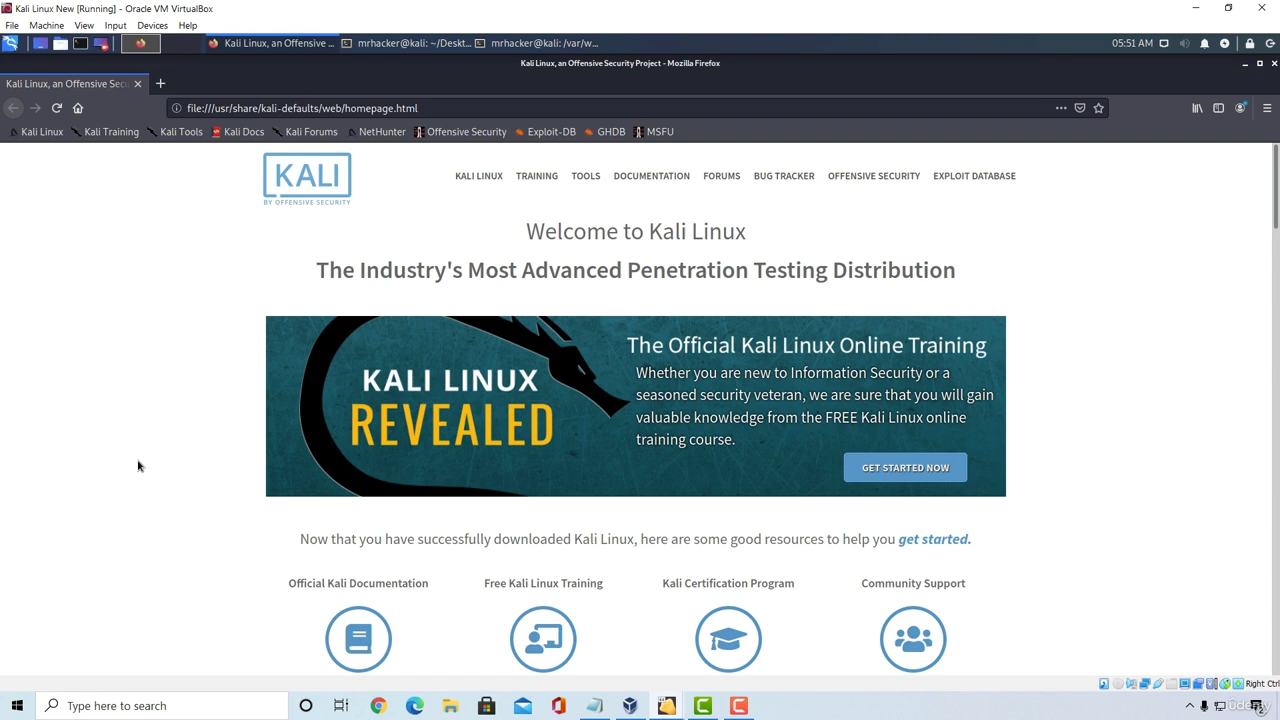 Kali Linux New [Running] - Oracle VM VirtualBox
File Machine View Input Devices Help
Kali Linux, an Offensive ... mrhacker@kali: ~/Deskt... mrhacker@kali: /var/w... 05:51 AM
Kali Linux, an Offensive Security Project - Mozilla Firefox
Kali Linux, an Offensive Secu
file:///usr/share/kali-defaults/web/homepage.html
Kali Linux Kali Training Kali Tools Kali Docs Kali Forums NetHunter Offensive Security Exploit-DB GHDB MSFU
KALI
BY OFFENSIVE SECURITY
KALI LINUX TRAINING TOOLS DOCUMENTATION FORUMS BUG TRACKER OFFENSIVE SECURITY EXPLOIT DATABASE
Welcome to Kali Linux
The Industry's Most Advanced Penetration Testing Distribution
KALI LINUX
REVEALED
The Official Kali Linux Online Training
Whether you are new to Information Security or a
seasoned security veteran, we are sure that you will gain
valuable knowledge from the FREE Kali Linux online
training course.
GET STARTED NOW
Now that you have successfully downloaded Kali Linux, here are some good resources to help you get started.
Official Kali Documentation Free Kali Linux Training Kali Certification Program Community Support
Right Ctrl
Type here to search
Udemy